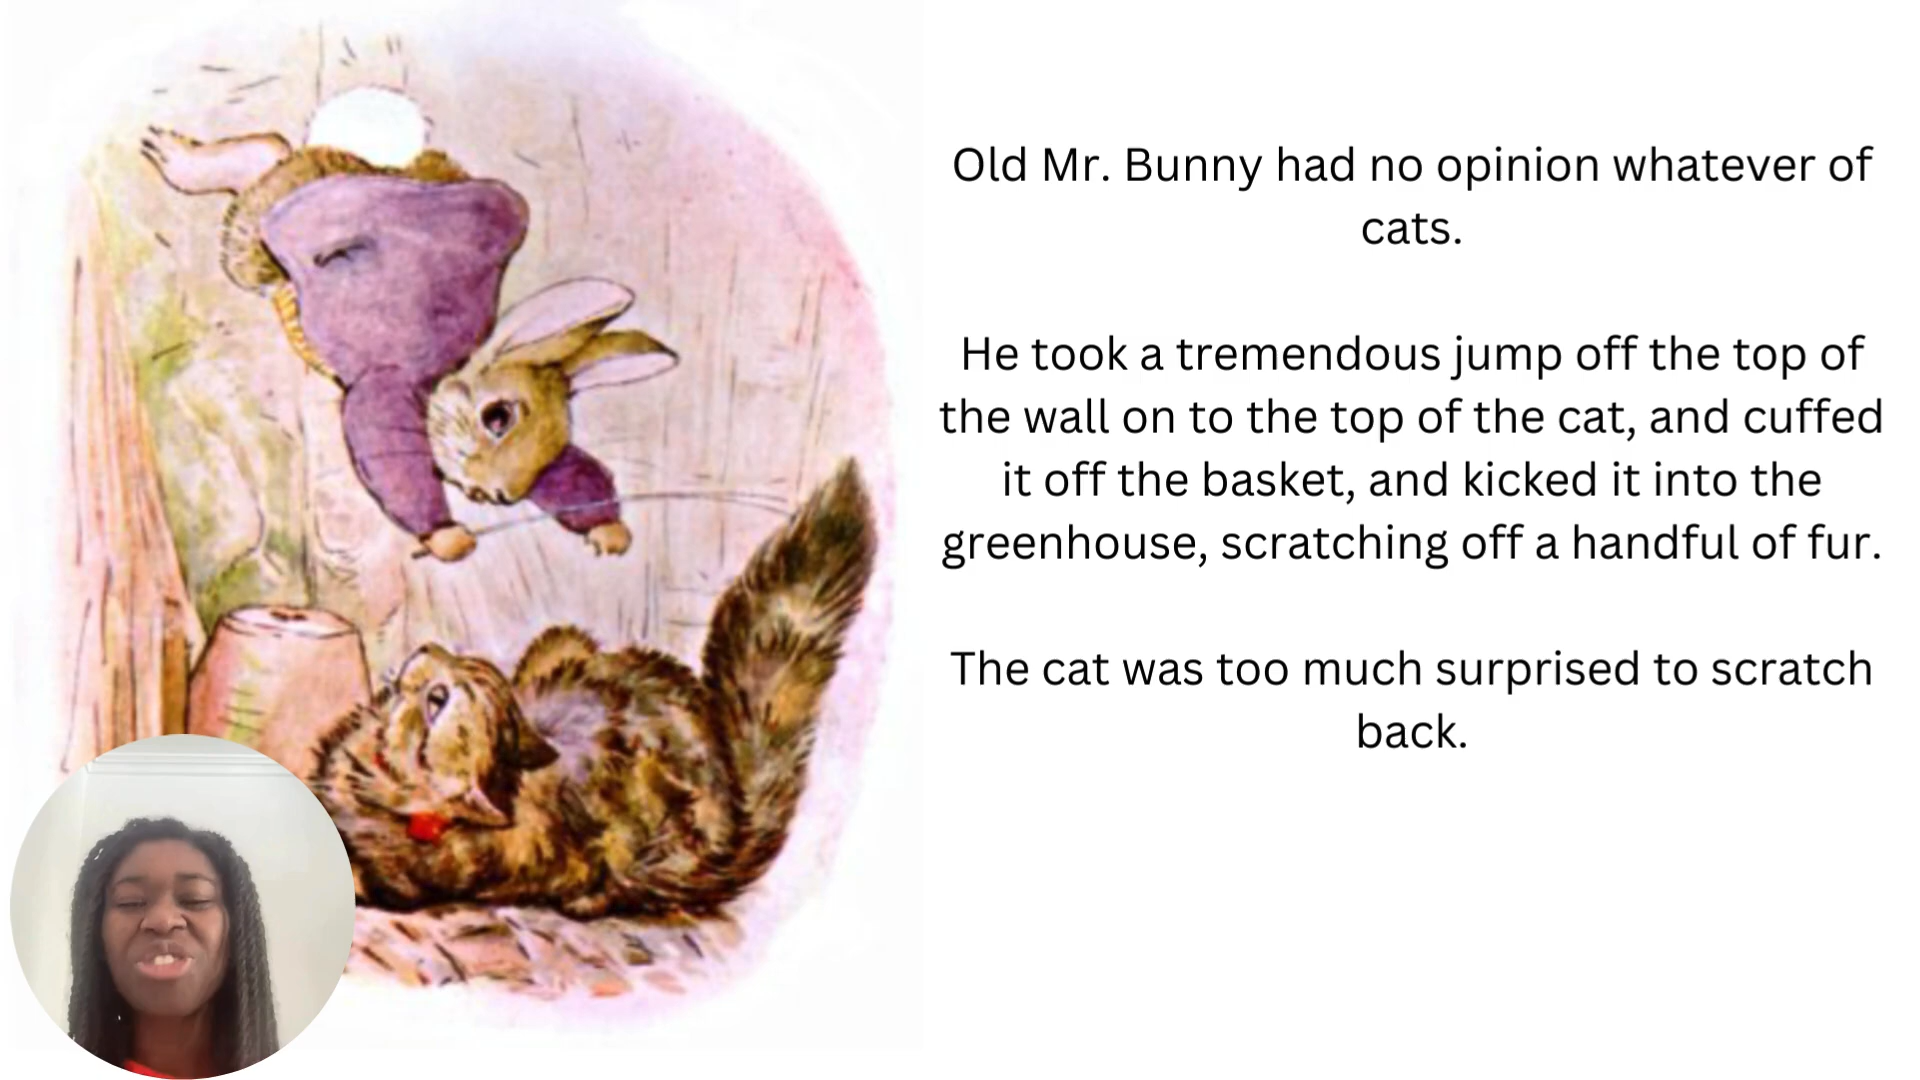 Old Mr. Bunny had no opinion whatever of
cats.
He took a tremendous jump off the top of
the wall on to the top of the cat, and cuffed
it off the basket, and kicked it into the
greenhouse, scratching off a handful of fur.
The cat was too much surprised to scratch
back.